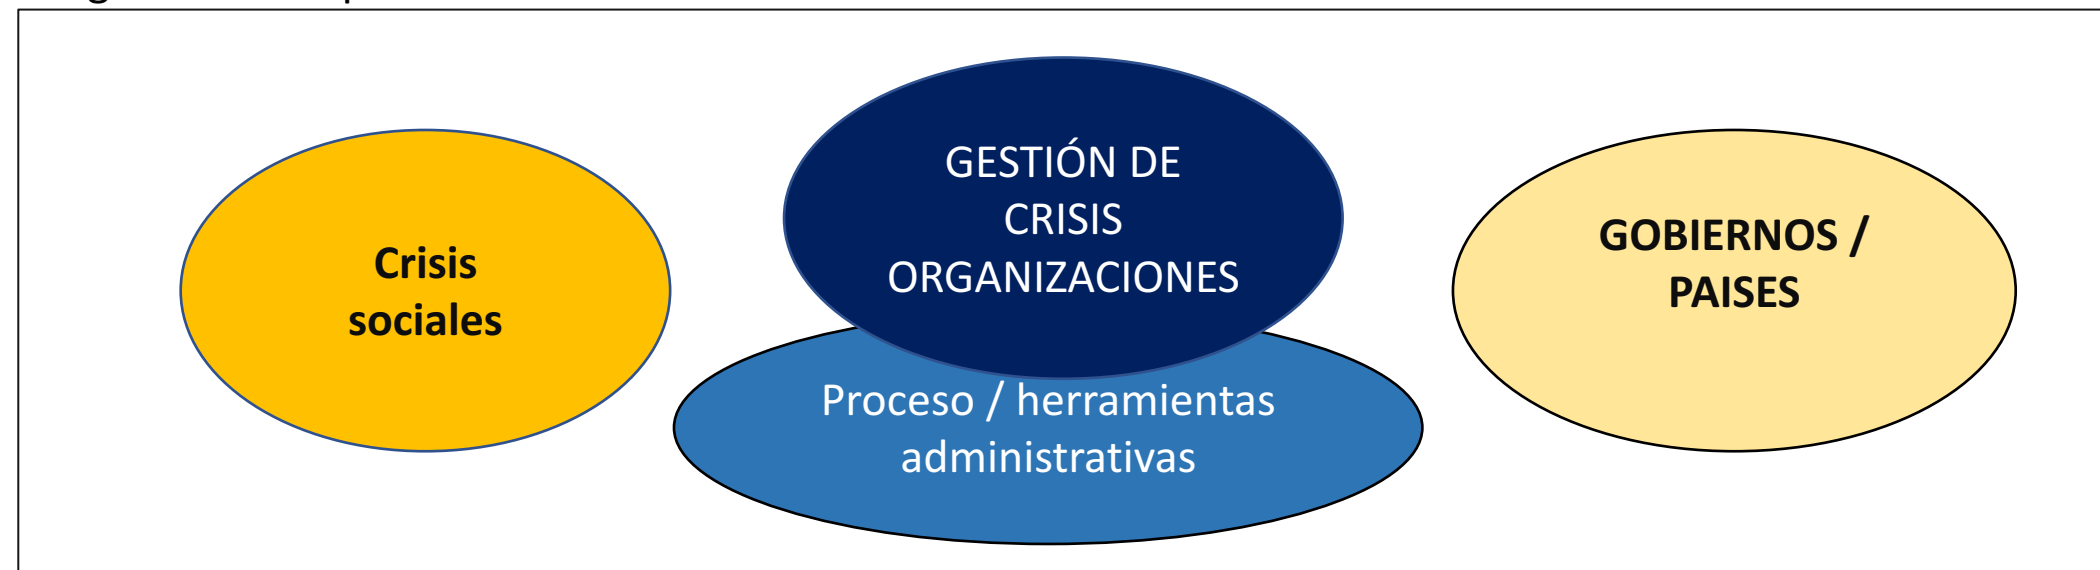 Crisis
sociales
GESTIÓN DE
CRISIS
ORGANIZACIONES
Proceso / herramientas
administrativas
GOBIERNOS /
PAISES